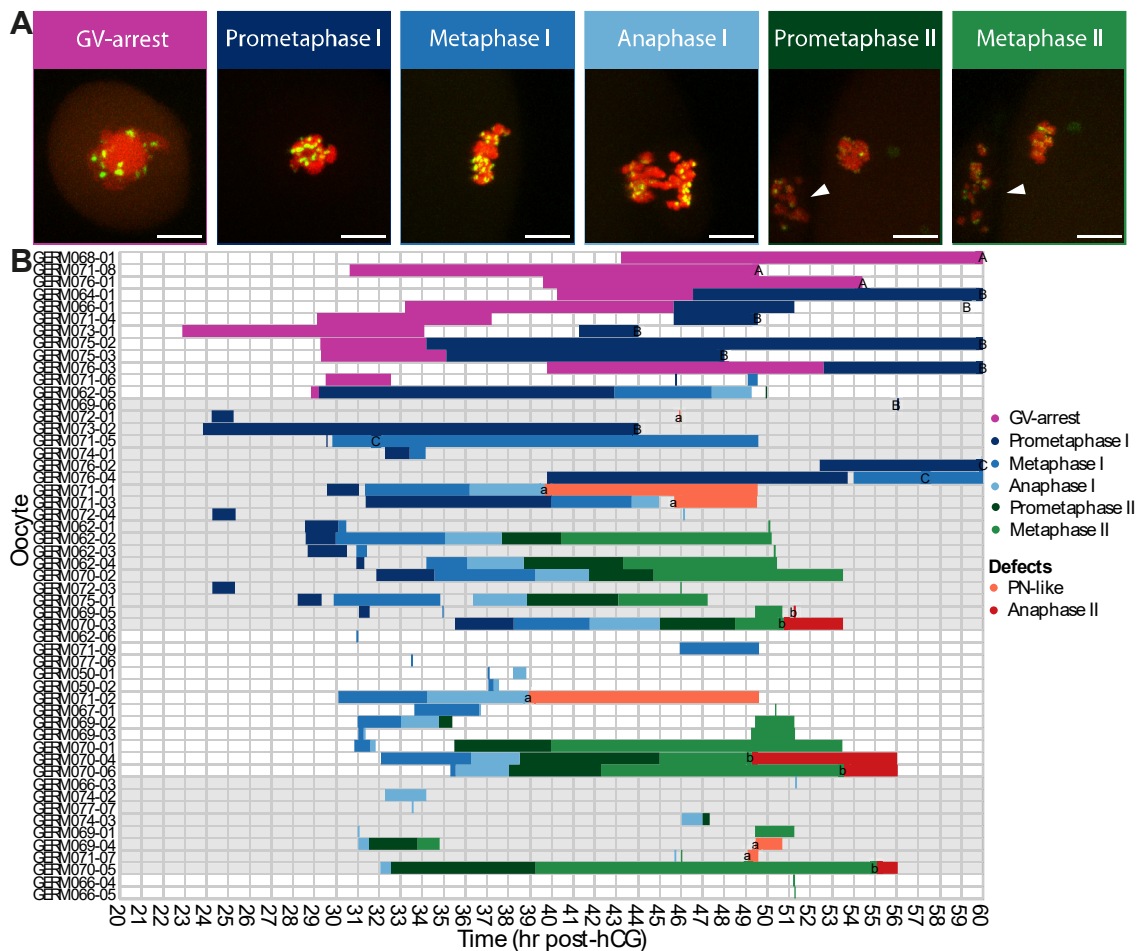 A
GV-arrest
Prometaphase I
Metaphase I
Anaphase I
Prometaphase II
Metaphase II
B
GERM068-01
A
GERM071-08
A
GERM076-01
A
GERM064-01
B
GERM066-01
B
GERM071-04
B
GERM073-01
B
GERM075-02
B
GERM075-03
B
GERM076-03
B
GERM071-06
GERM062-05
GERM069-06
B
GERM072-01
a
GERM073-02
B
GERM071-05
C
GERM074-01
GERM076-02
C
GERM076-04
C
GERM071-01
a
GERM071-03
a
GERM072-04
GERM062-01
GERM062-02
GERM062-03
GERM062-04
GERM070-02
GERM072-03
GERM075-01
GERM069-05
b
GERM070-03
b
GERM062-06
GERM071-09
GERM077-06
GERM050-01
GERM050-02
GERM071-02
a
GERM067-01
GERM069-02
GERM069-03
GERM070-01
GERM070-04
b
GERM070-06
b
GERM066-03
GERM074-02
GERM077-07
GERM074-03
GERM069-01
GERM069-04
a
GERM071-07
a
GERM070-05
b
GERM066-04
GERM066-05
Oocyte
20 21 22 23 24 25 26 27 28 29 30 31 32 33 34 35 36 37 38 39 40 41 42 43 44 45 46 47 48 49 50 51 52 53 54 55 56 57 58 59 60
Time (hr post-hCG)
GV-arrest
Prometaphase I
Metaphase I
Anaphase I
Prometaphase II
Metaphase II
Defects
PN-like
Anaphase II